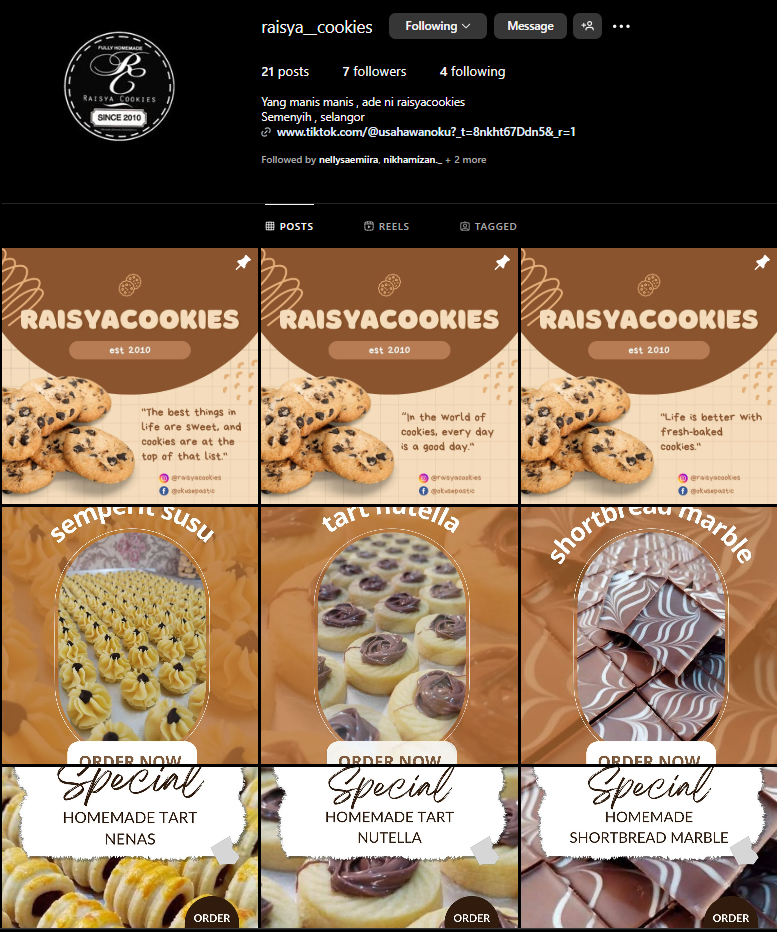 raisya__cookies
Following
Message
21 posts
7 followers
4 following
Yang manis manis , ade ni raisyacookies
Semenyih , selangor
www.tiktok.com/@usahawanoku?_t=8nkht67Ddn5&_r=1
Followed by nellysaemiira, nikhamizan._ + 2 more
FULLY HOMEMADE
RAISYA COOKIES
SINCE 2010
POSTS
REELS
TAGGED
RAISYACOOKIES
est 2010
"The best things in
life are sweet, and
cookies are at the
top of that list."
@raisyacookies
@okusepastic
RAISYACOOKIES
est 2010
"In the world of
cookies, every day
is a good day."
@raisyacookies
@okusepastic
RAISYACOOKIES
est 2010
"Life is better with
fresh-baked
cookies."
@raisyacookies
@okusepastic
semperit susu
ORDER NOW
tart nutella
ORDER NOW
shortbread marble
ORDER NOW
Special
HOMEMADE TART
NENAS
ORDER
Special
HOMEMADE TART
NUTELLA
ORDER
Special
HOMEMADE
SHORTBREAD MARBLE
ORDER